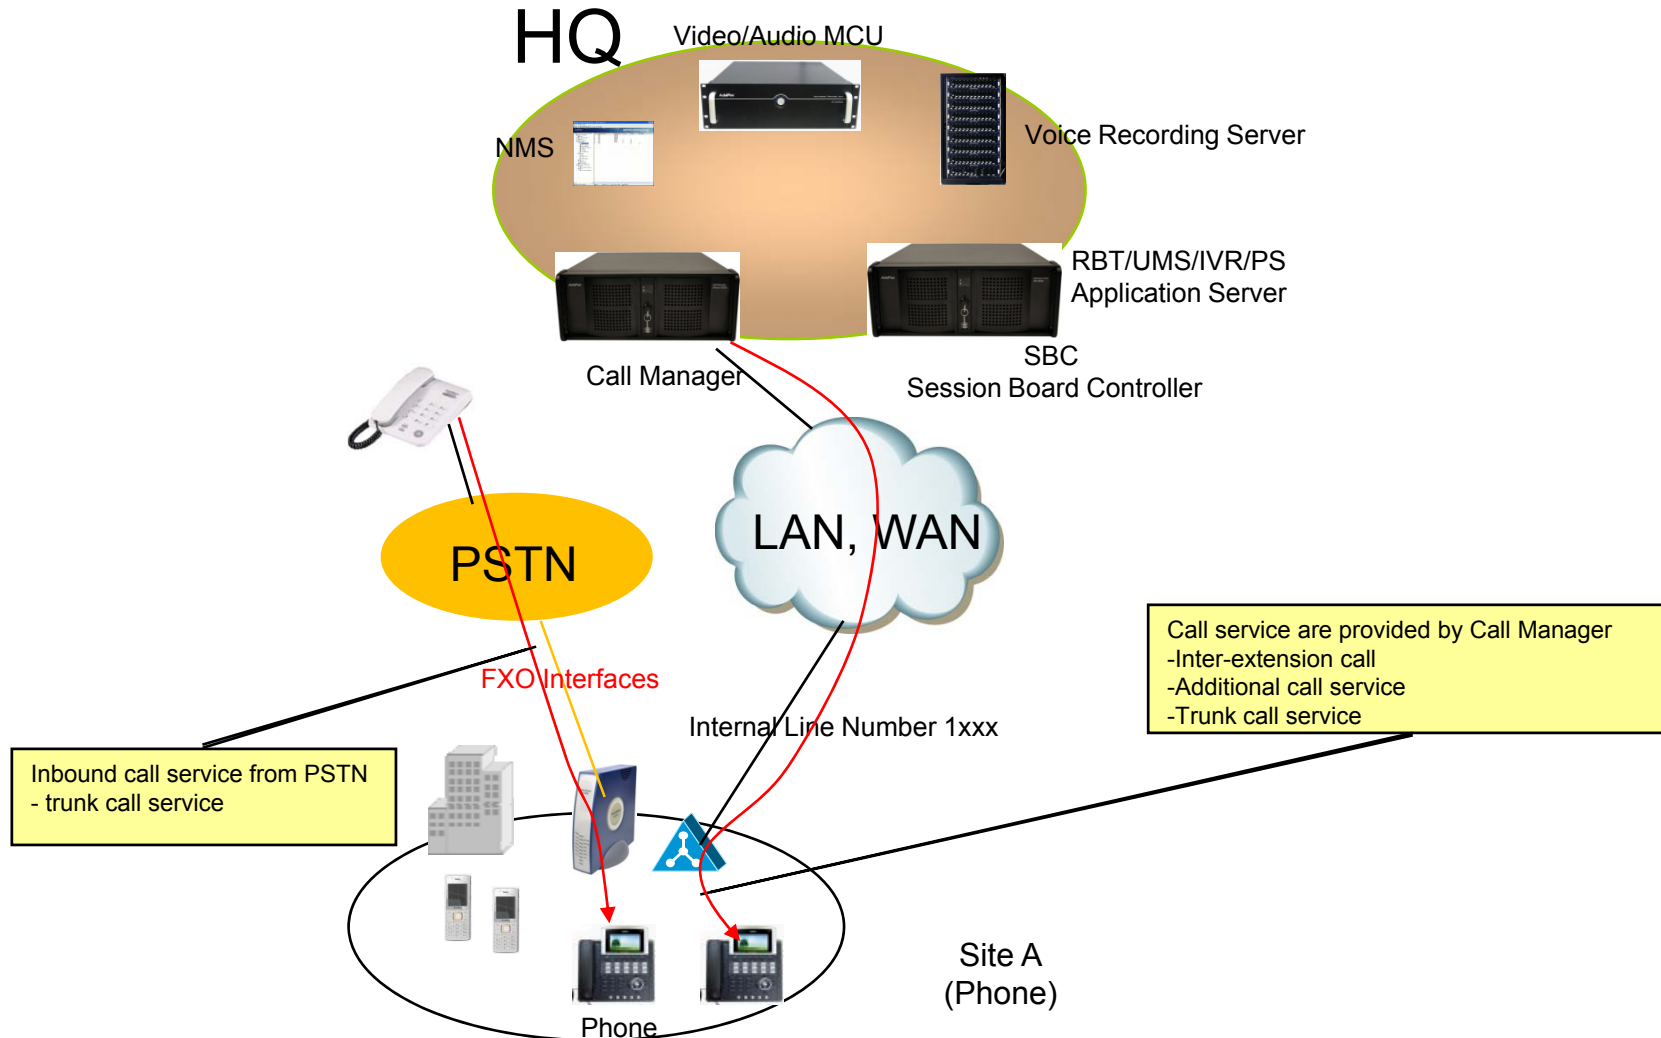 HQ
Video/Audio MCU
NMS
Voice Recording Server
RBT/UMS/IVR/PS
Application Server
Call Manager
SBC
Session Board Controller
PSTN
LAN, WAN
FXO Interfaces
Internal Line Number 1xxx
Call service are provided by Call Manager
-Inter-extension call
-Additional call service
-Trunk call service
Inbound call service from PSTN
- trunk call service
Site A
(Phone)
Phone